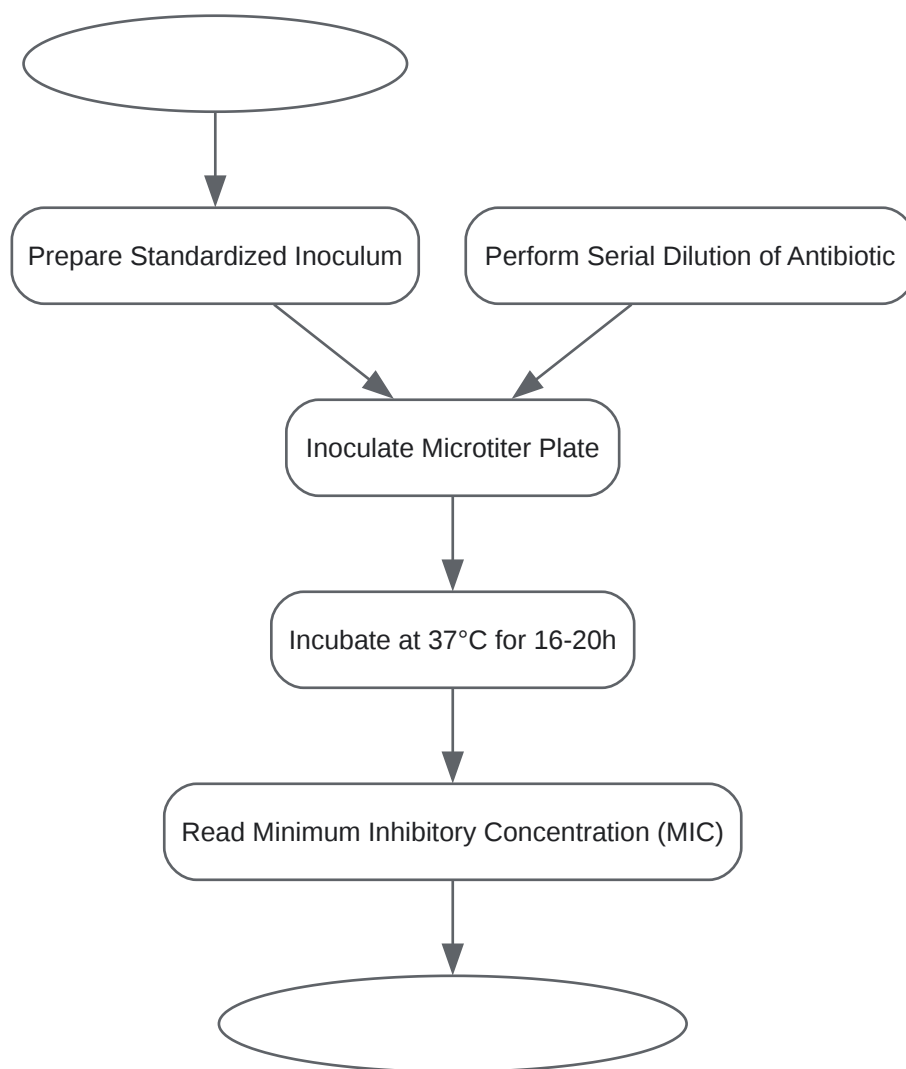 Prepare Standardized Inoculum
Perform Serial Dilution of Antibiotic
Inoculate Microtiter Plate
Incubate at 37°C for 16-20h
Read Minimum Inhibitory Concentration (MIC)